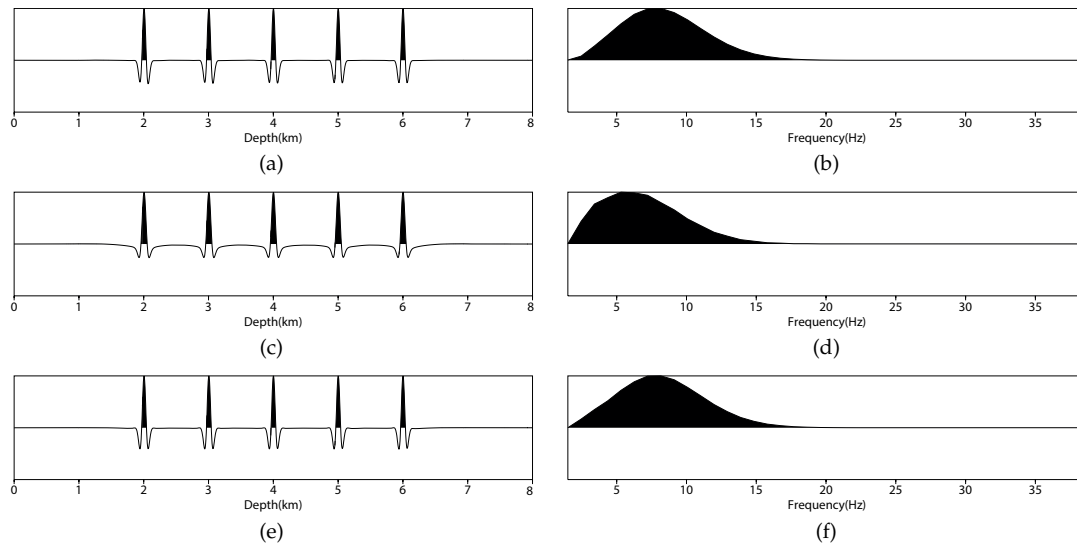 0 1 2 3 4 5 6 7 8
Depth(km)
(a)
5 10 15 20 25 30 35
Frequency(Hz)
(b)
0 1 2 3 4 5 6 7 8
Depth(km)
(c)
5 10 15 20 25 30 35
Frequency(Hz)
(d)
0 1 2 3 4 5 6 7 8
Depth(km)
(e)
5 10 15 20 25 30 35
Frequency(Hz)
(f)